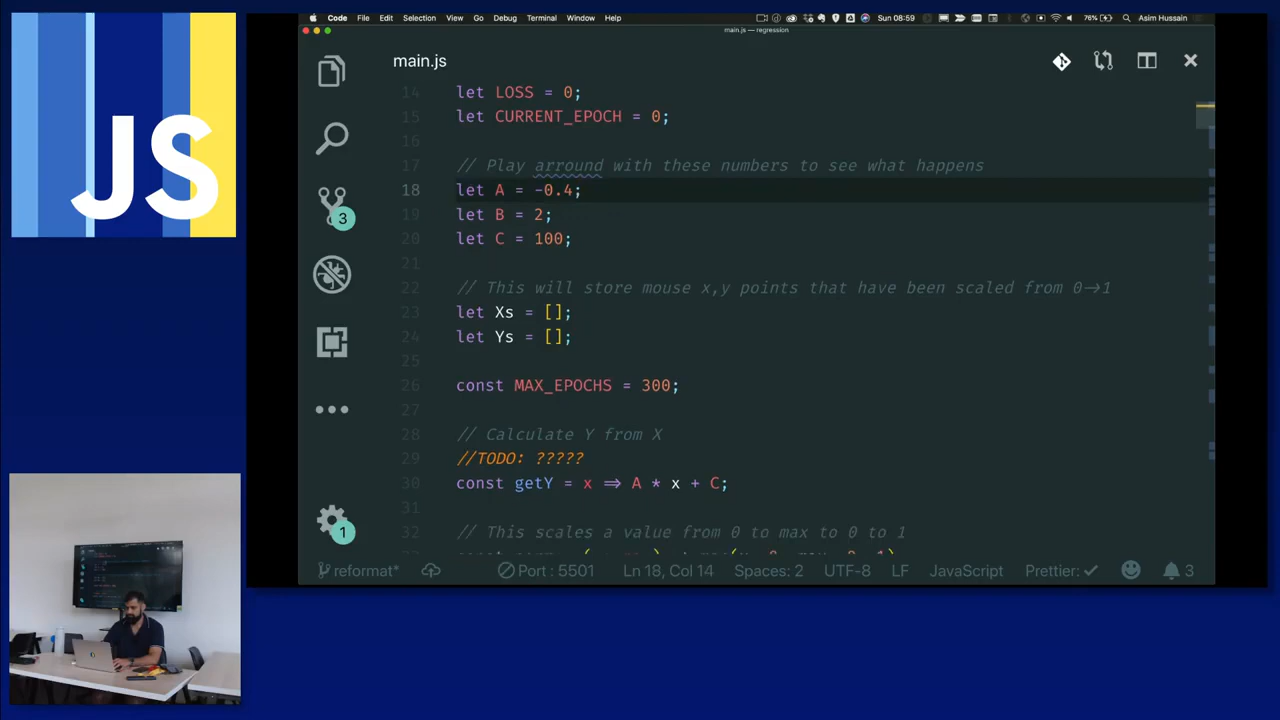 JS
Code File Edit Selection View Go Debug Terminal Window Help Sun 08:59 76% Asim Hussain
main.js — regression
main.js
14 let LOSS = 0;
15 let CURRENT_EPOCH = 0;
16
17 // Play arround with these numbers to see what happens
18 let A = -0.4;
19 let B = 2;
20 let C = 100;
21
22 // This will store mouse x,y points that have been scaled from 0->1
23 let Xs = [];
24 let Ys = [];
25
26 const MAX_EPOCHS = 300;
27
28 // Calculate Y from X
29 //TODO: ?????
30 const getY = x => A * x + C;
31
32 // This scales a value from 0 to max to 0 to 1
3
1
reformat* Port : 5501 Ln 18, Col 14 Spaces: 2 UTF-8 LF JavaScript Prettier: ✓ 3